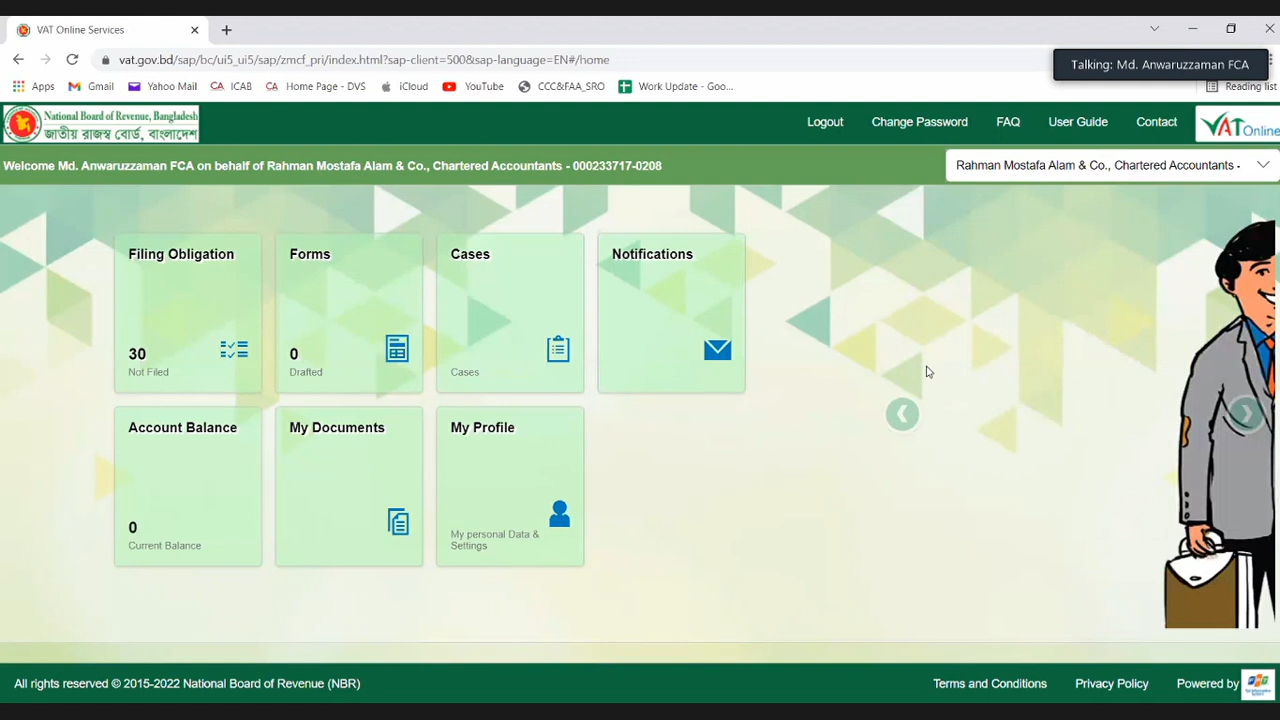 VAT Online Services
vat.gov.bd/sap/bc/ui5_ui5/sap/zmcf_pri/index.html?sap-client=500&sap-language=EN#/home
Talking: Md. Anwaruzzaman FCA
Apps Gmail Yahoo Mail CA ICAB CA Home Page - DVS iCloud YouTube CCC&FAA_SRO Work Update - Goo... Reading list
National Board of Revenue, Bangladesh
জাতীয় রাজস্ব বোর্ড, বাংলাদেশ
Logout Change Password FAQ User Guide Contact VAT Online
Welcome Md. Anwaruzzaman FCA on behalf of Rahman Mostafa Alam & Co., Chartered Accountants - 000233717-0208
Rahman Mostafa Alam & Co., Chartered Accountants -
Filing Obligation
30
Not Filed
Forms
0
Drafted
Cases
Cases
Notifications
Account Balance
0
Current Balance
My Documents
My Profile
My personal Data &
Settings
All rights reserved © 2015-2022 National Board of Revenue (NBR)
Terms and Conditions Privacy Policy Powered by FPT